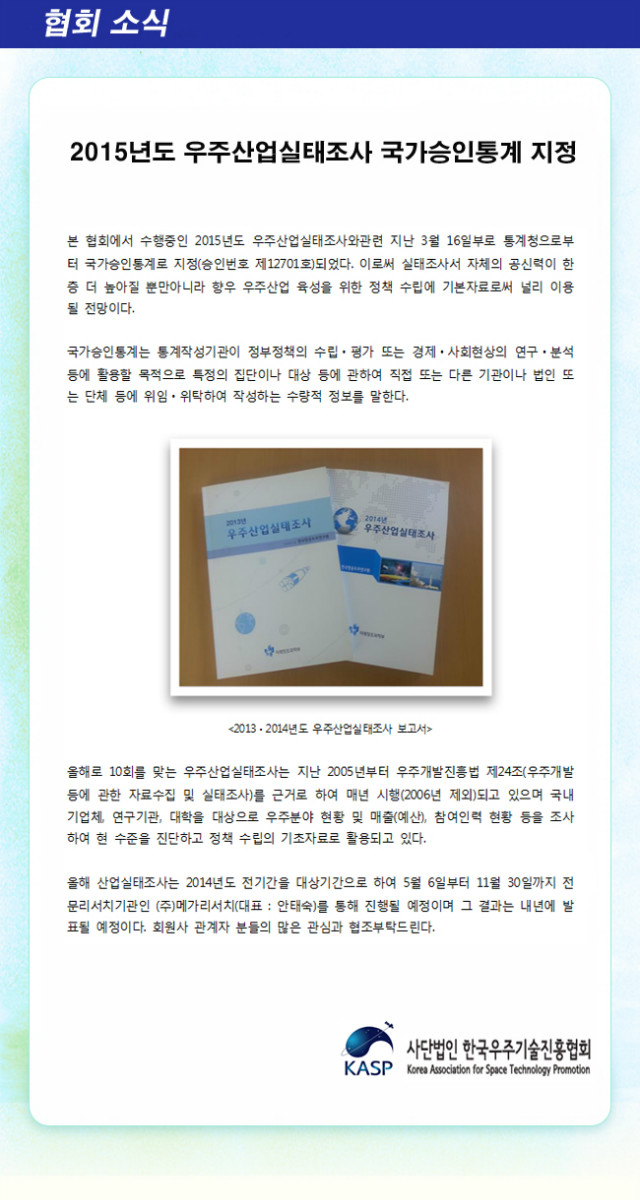 협회 소식
2015년도 우주산업실태조사 국가승인통계 지정
본 협회에서 수행중인 2015년도 우주산업실태조사와관련 지난 3월 16일부로 통계청으로부
터 국가승인통계로 지정(승인번호 제12701호)되었다. 이로써 실태조사서 자체의 공신력이 한
층 더 높아질 뿐만아니라 향우 우주산업 육성을 위한 정책 수립에 기본자료로써 널리 이용
될 전망이다.
국가승인통계는 통계작성기관이 정부정책의 수립·평가 또는 경제·사회현상의 연구·분석
등에 활용할 목적으로 특정의 집단이나 대상 등에 관하여 직접 또는 다른 기관이나 법인 또
는 단체 등에 위임·위탁하여 작성하는 수량적 정보를 말한다.
2013년
우주산업실태조사
2014년
우주산업실태조사
<2013·2014년도 우주산업실태조사 보고서>
올해로 10회를 맞는 우주산업실태조사는 지난 2005년부터 우주개발진흥법 제24조(우주개발
등에 관한 자료수집 및 실태조사)를 근거로 하여 매년 시행(2006년 제외)되고 있으며 국내
기업체, 연구기관, 대학을 대상으로 우주분야 현황 및 매출(예산), 참여인력 현황 등을 조사
하여 현 수준을 진단하고 정책 수립의 기초자료로 활용되고 있다.
올해 산업실태조사는 2014년도 전기간을 대상기간으로 하여 5월 6일부터 11월 30일까지 전
문리서치기관인 (주)메가리서치(대표 : 안태숙)를 통해 진행될 예정이며 그 결과는 내년에 발
표될 예정이다. 회원사 관계자 분들의 많은 관심과 협조부탁드린다.
KASP
사단법인 한국우주기술진흥협회
Korea Association for Space Technology Promotion